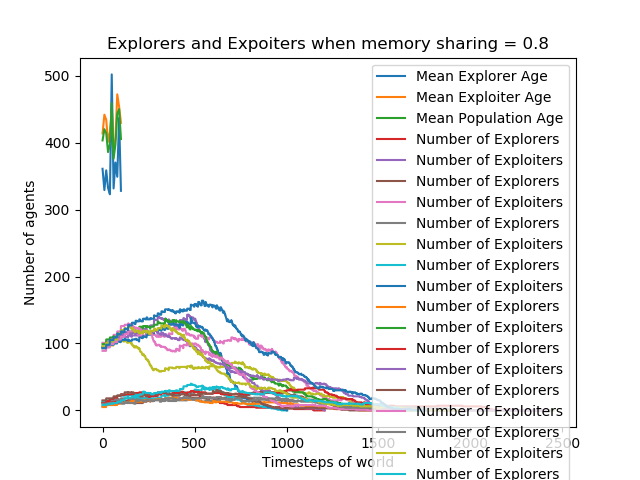 Explorers and Expoiters when memory sharing = 0.8
Number of agents
500
400
300
200
100
0
0
500
1000
1500
2000
2500
Timesteps of world
Mean Explorer Age
Mean Exploiter Age
Mean Population Age
Number of Explorers
Number of Exploiters
Number of Explorers
Number of Exploiters
Number of Explorers
Number of Exploiters
Number of Explorers
Number of Exploiters
Number of Explorers
Number of Exploiters
Number of Explorers
Number of Exploiters
Number of Explorers
Number of Exploiters
Number of Explorers
Number of Exploiters
Number of Explorers